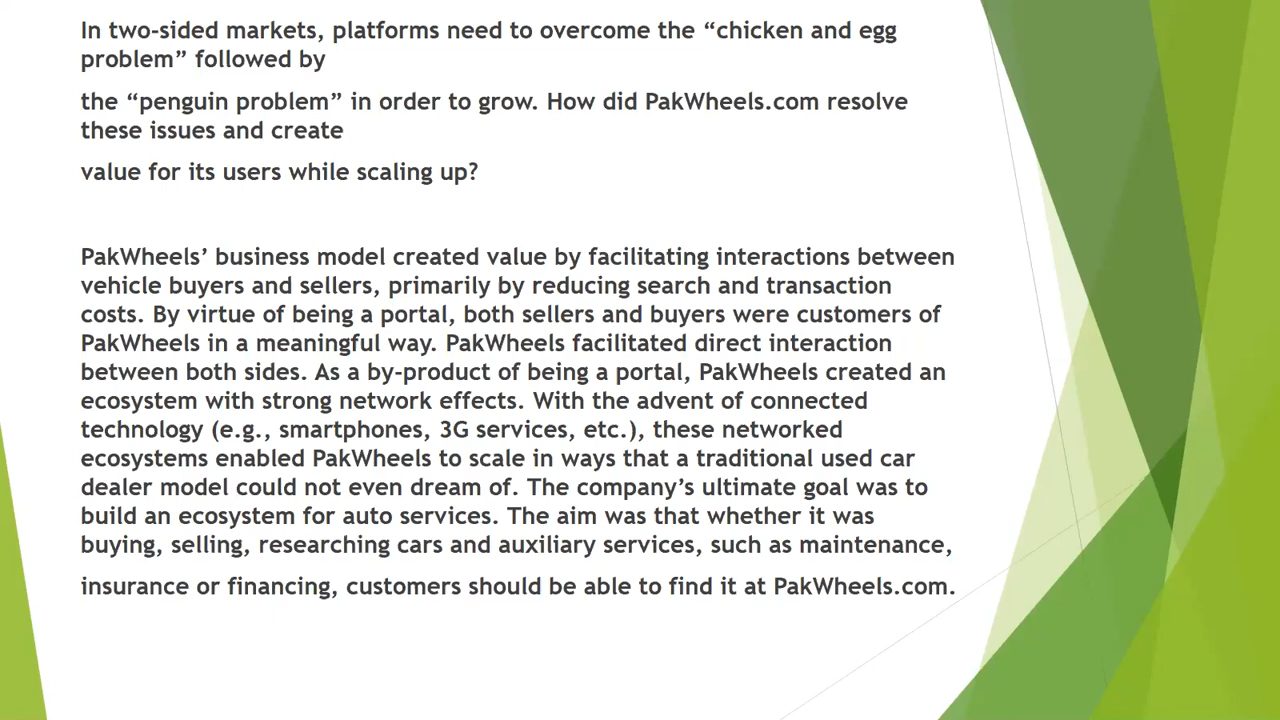 In two-sided markets, platforms need to overcome the “chicken and egg
problem” followed by
the “penguin problem” in order to grow. How did PakWheels.com resolve
these issues and create
value for its users while scaling up?
PakWheels’ business model created value by facilitating interactions between
vehicle buyers and sellers, primarily by reducing search and transaction
costs. By virtue of being a portal, both sellers and buyers were customers of
PakWheels in a meaningful way. PakWheels facilitated direct interaction
between both sides. As a by-product of being a portal, PakWheels created an
ecosystem with strong network effects. With the advent of connected
technology (e.g., smartphones, 3G services, etc.), these networked
ecosystems enabled PakWheels to scale in ways that a traditional used car
dealer model could not even dream of. The company’s ultimate goal was to
build an ecosystem for auto services. The aim was that whether it was
buying, selling, researching cars and auxiliary services, such as maintenance,
insurance or financing, customers should be able to find it at PakWheels.com.